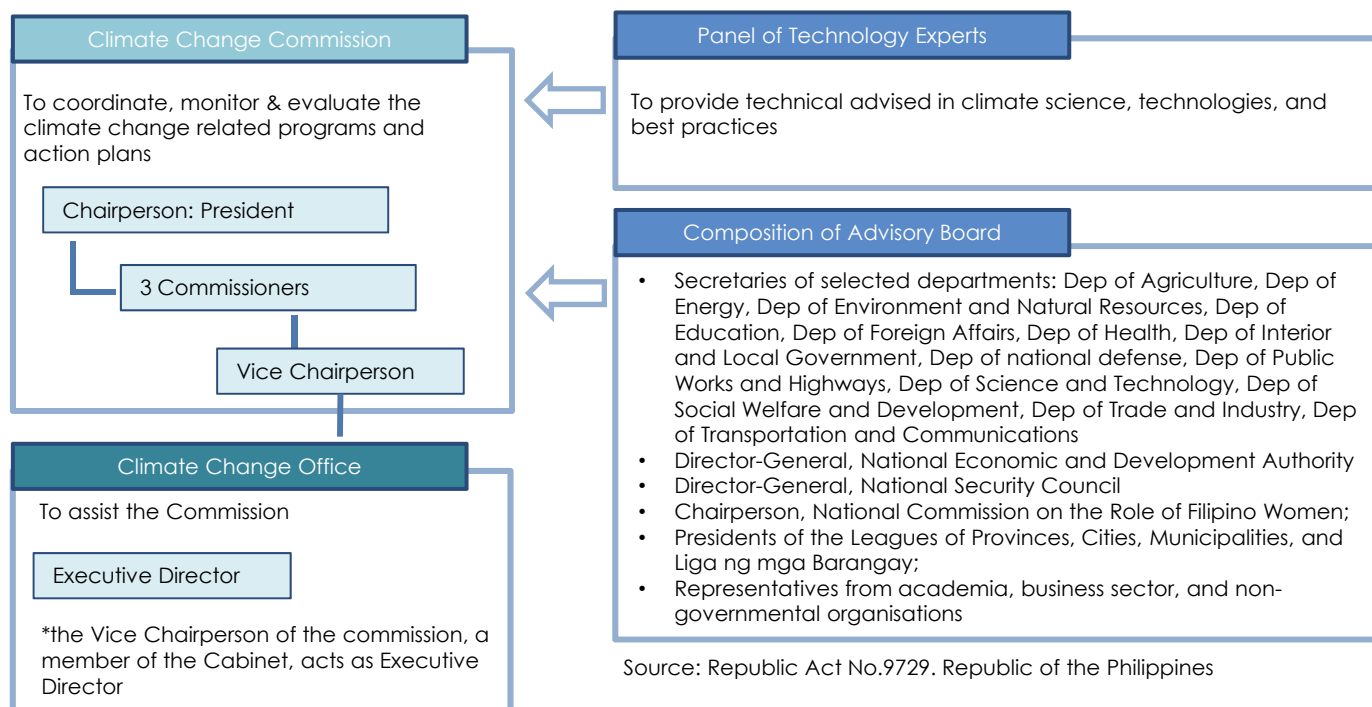 Climate Change Commission
To coordinate, monitor & evaluate the
climate change related programs and
action plans
Chairperson: President
3 Commissioners
Vice Chairperson
Climate Change Office
To assist the Commission
Executive Director
*the Vice Chairperson of the commission, a
member of the Cabinet, acts as Executive
Director
Panel of Technology Experts
To provide technical advised in climate science, technologies, and
best practices
Composition of Advisory Board
• Secretaries of selected departments: Dep of Agriculture, Dep of
Energy, Dep of Environment and Natural Resources, Dep of
Education, Dep of Foreign Affairs, Dep of Health, Dep of Interior
and Local Government, Dep of national defense, Dep of Public
Works and Highways, Dep of Science and Technology, Dep of
Social Welfare and Development, Dep of Trade and Industry, Dep
of Transportation and Communications
• Director-General, National Economic and Development Authority
• Director-General, National Security Council
• Chairperson, National Commission on the Role of Filipino Women;
• Presidents of the Leagues of Provinces, Cities, Municipalities, and
Liga ng mga Barangay;
• Representatives from academia, business sector, and non-
governmental organisations
Source: Republic Act No.9729. Republic of the Philippines